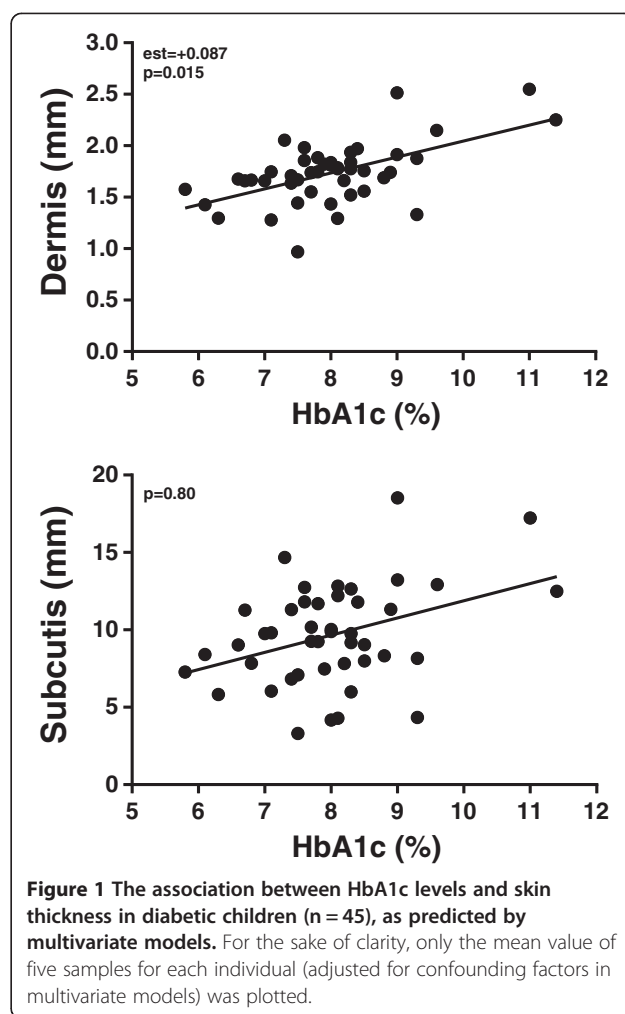 est=+0.087
p=0.015
3.0
2.5
2.0
1.5
1.0
0.5
0.0
Dermis (mm)
5 6 7 8 9 10 11 12
HbA1c (%)
p=0.80
20
15
10
5
0
Subcutis (mm)
5 6 7 8 9 10 11 12
HbA1c (%)
Figure 1 The association between HbA1c levels and skin
thickness in diabetic children (n = 45), as predicted by
multivariate models. For the sake of clarity, only the mean value of
five samples for each individual (adjusted for confounding factors in
multivariate models) was plotted.